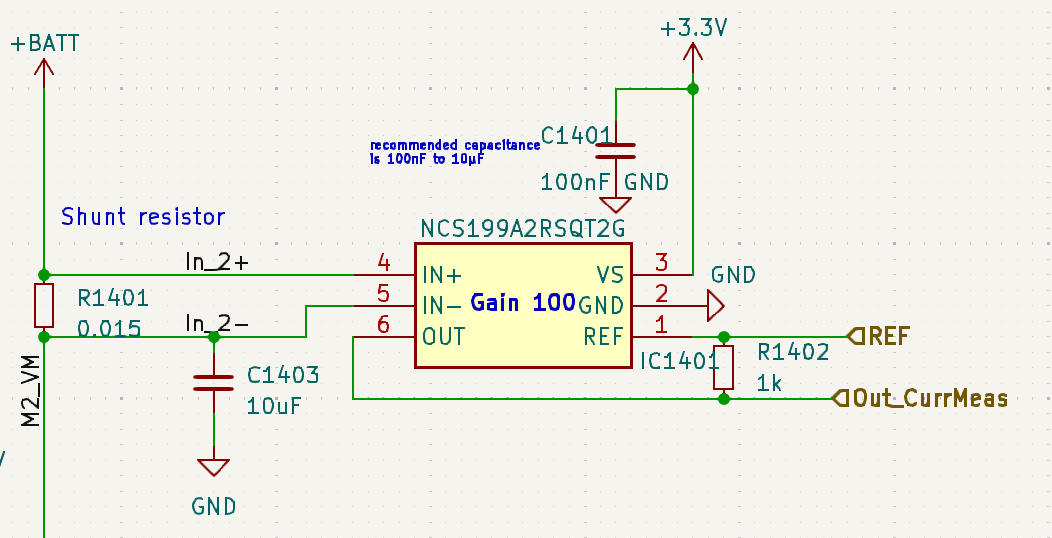 +3.3V
+BATT
C1401
recommended capacitance
is 100nF to 10µF
100nF
GND
Shunt resistor
NCS199A2RSQT2G
In_2+
4
IN+
VS
3
GND
R1401
0.015
In_2-
5
IN-
Gain 100
GND
2
6
OUT
REF
1
REF
IC1401
R1402
1k
M2_VM
C1403
10uF
Out_CurrMeas
GND